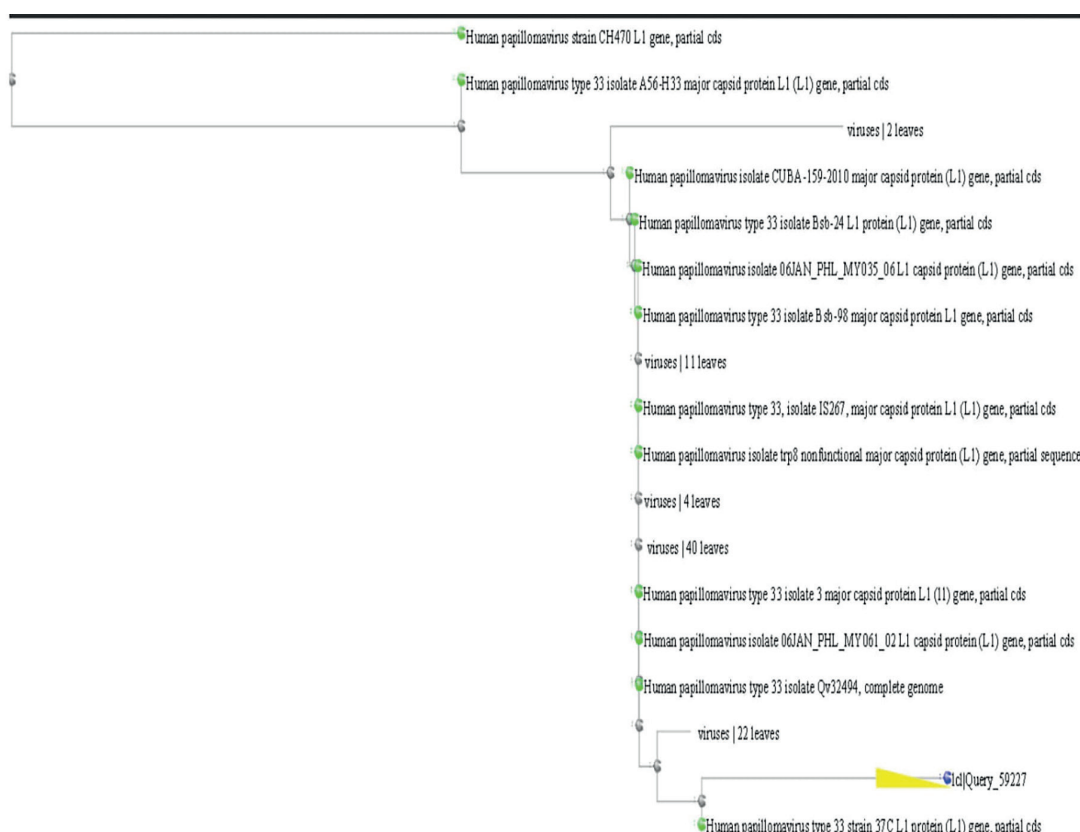 Human papillomavirus strain CH470 L1 gene, partial cds
Human papillomavirus type 33 isolate A56-H33 major capsid protein L1 (L1) gene, partial cds
viruses | 2 leaves
Human papillomavirus isolate CUBA-159-2010 major capsid protein (L1) gene, partial cds
Human papillomavirus type 33 isolate Bsb-24 L1 protein (L1) gene, partial cds
Human papillomavirus isolate 06JAN_PHL_MY035_06 L1 capsid protein (L1) gene, partial cds
Human papillomavirus type 33 isolate Bsb-98 major capsid protein L1 gene, partial cds
viruses | 11 leaves
Human papillomavirus type 33, isolate IS267, major capsid protein L1 (L1) gene, partial cds
Human papillomavirus isolate trp8 nonfunctional major capsid protein (L1) gene, partial sequence
viruses | 4 leaves
viruses | 40 leaves
Human papillomavirus type 33 isolate 3 major capsid protein L1 (l1) gene, partial cds
Human papillomavirus isolate 06JAN_PHL_MY061_02 L1 capsid protein (L1) gene, partial cds
Human papillomavirus type 33 isolate Qv32494, complete genome
viruses | 22 leaves
lcl|Query_59227
Human papillomavirus type 33 strain 37C L1 protein (L1) gene, partial cds